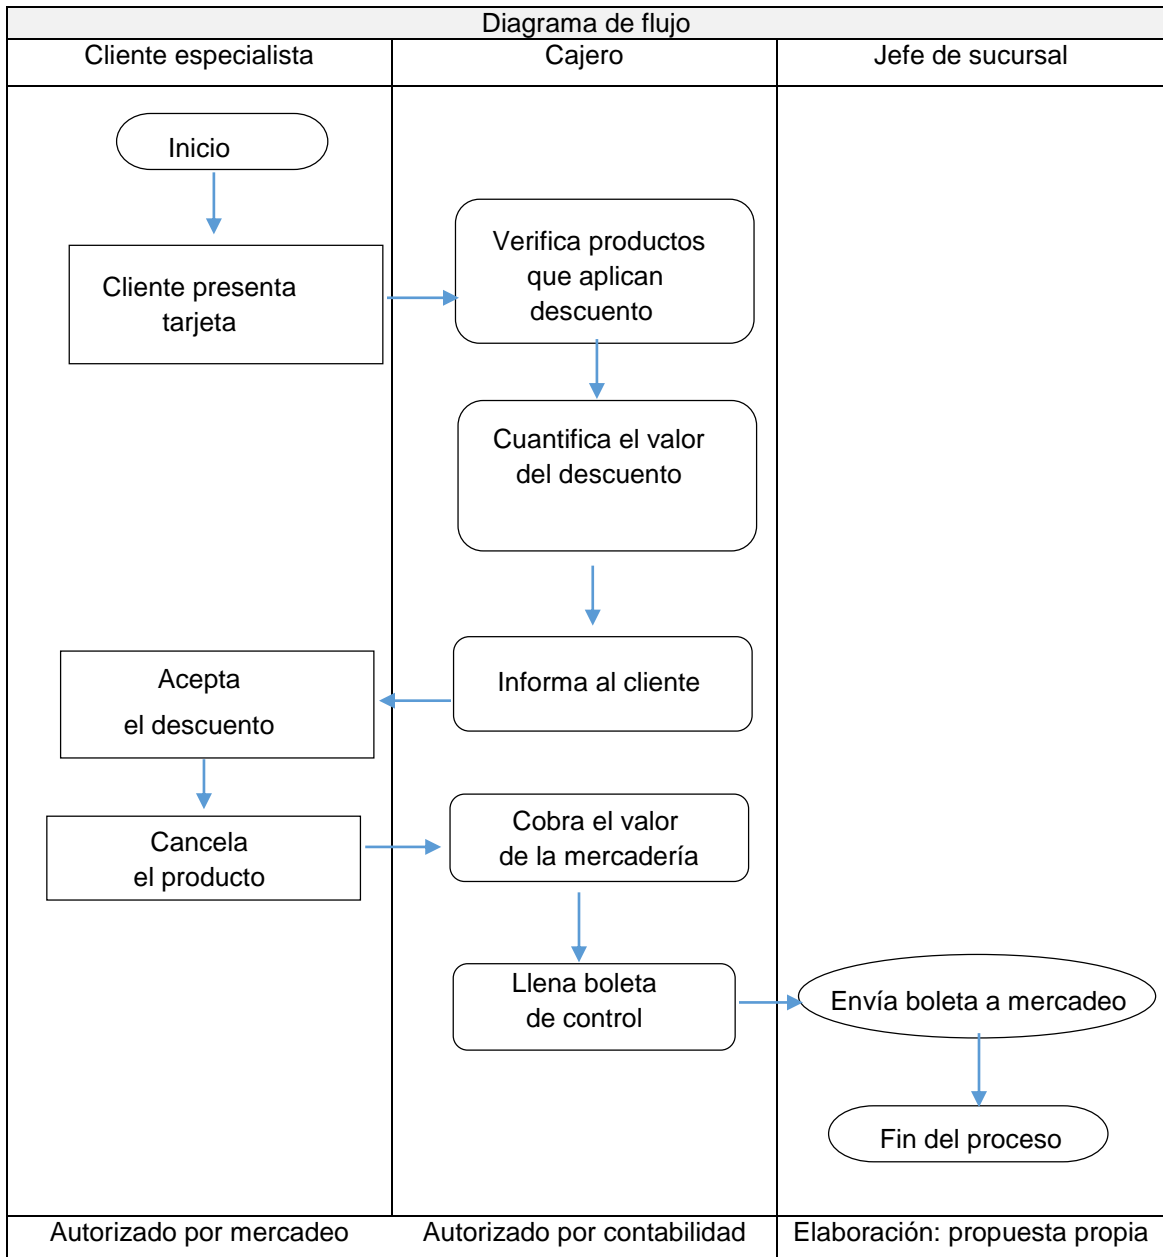 Diagrama de flujo
Cliente especialista
Cajero
Jefe de sucursal
Inicio
Cliente presenta
tarjeta
Verifica productos
que aplican
descuento
Cuantifica el valor
del descuento
Informa al cliente
Acepta
el descuento
Cancela
el producto
Cobra el valor
de la mercadería
Llena boleta
de control
Envía boleta a mercadeo
Fin del proceso
Autorizado por mercadeo
Autorizado por contabilidad
Elaboración: propuesta propia